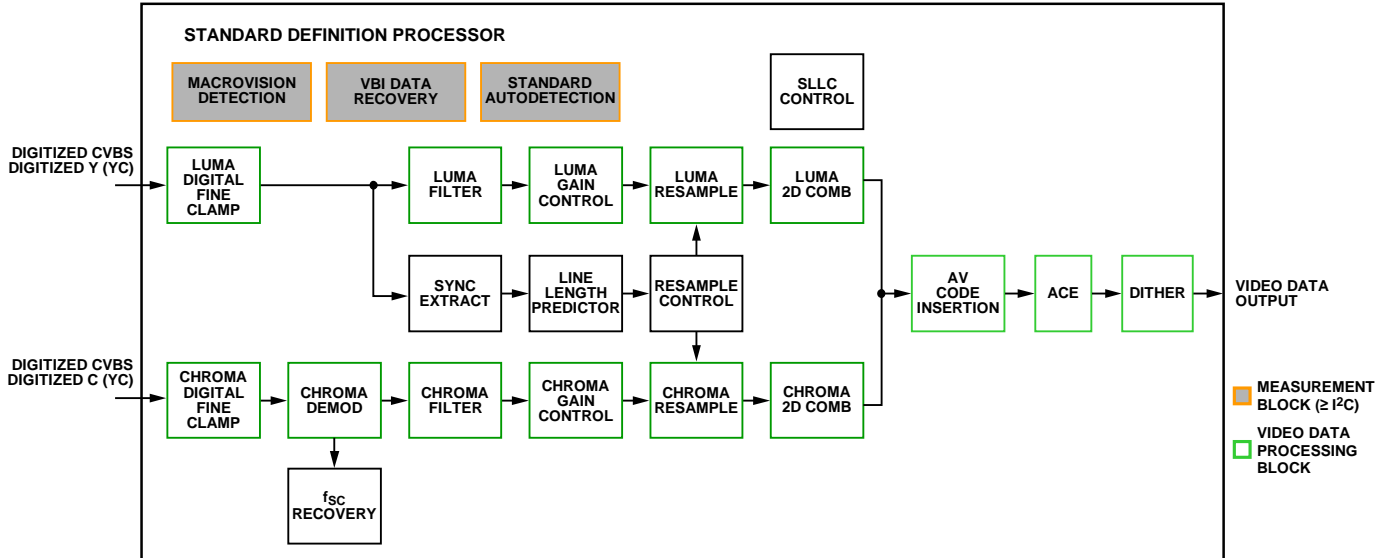 STANDARD DEFINITION PROCESSOR
MACROVISION
DETECTION
VBI DATA
RECOVERY
STANDARD
AUTODETECTION
SLLC
CONTROL
DIGITIZED CVBS
DIGITIZED Y (YC)
LUMA
DIGITAL
FINE
CLAMP
LUMA
FILTER
LUMA
GAIN
CONTROL
LUMA
RESAMPLE
LUMA
2D COMB
SYNC
EXTRACT
LINE
LENGTH
PREDICTOR
RESAMPLE
CONTROL
AV
CODE
INSERTION
ACE
DITHER
VIDEO DATA
OUTPUT
DIGITIZED CVBS
DIGITIZED C (YC)
CHROMA
DIGITAL
FINE
CLAMP
CHROMA
DEMOD
CHROMA
FILTER
CHROMA
GAIN
CONTROL
CHROMA
RESAMPLE
CHROMA
2D COMB
fSC
RECOVERY
MEASUREMENT
BLOCK (≥ I²C)
VIDEO DATA
PROCESSING
BLOCK